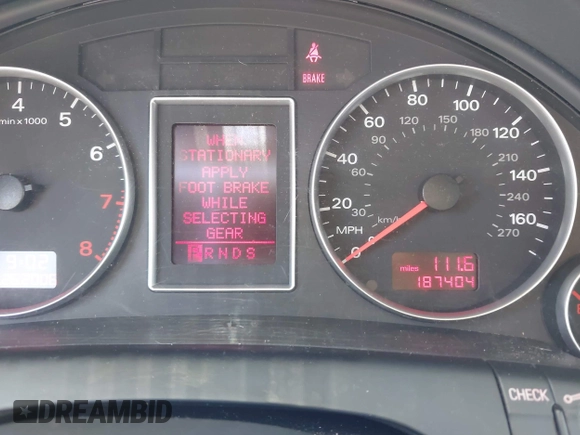 BRAKE
4 5 6 7 8
min x 1000
WHEN
STATIONARY
APPLY
FOOT BRAKE
WHILE
SELECTING
GEAR
P R N D S
0 20 40 60 80 100 120 140 160
30 60 90 120 150 180 210 240 270
MPH
km/h
miles 111.6
187404
CHECK
DREAMBID